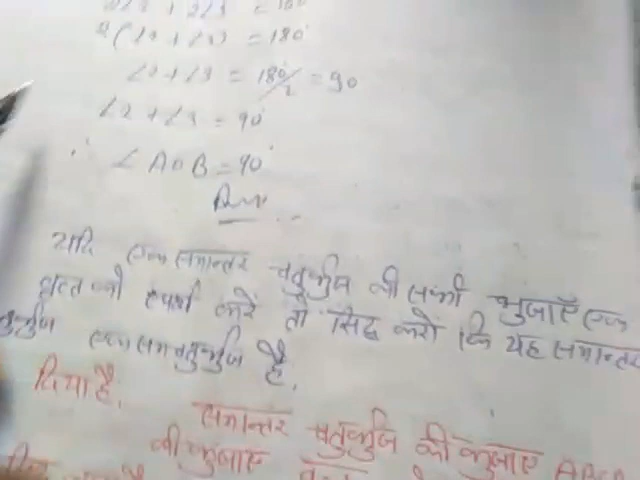 2(∠2 + ∠3) = 180°
∠2 + ∠3 = 180°/2 = 90
∠2 + ∠3 = 90°
∴ ∠AOB = 90°
यदि एक समान्तर चतुर्भुज की सभी भुजाएँ एक
वृत्त को स्पर्श करें तो सिद्ध करो कि यह समान्तर
चतुर्भुज एक समचतुर्भुज है.
दिया है. समान्तर चतुर्भुज की भुजाए
की भुजाए